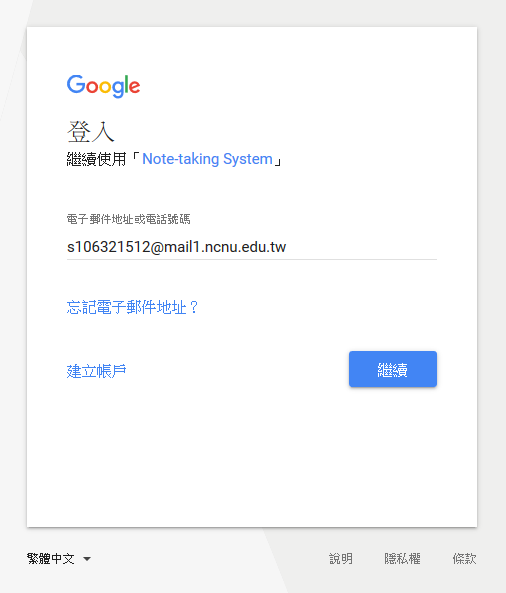 Google
登入
繼續使用「Note-taking System」
電子郵件地址或電話號碼
s106321512@mail1.ncnu.edu.tw
忘記電子郵件地址？
建立帳戶
繼續
繁體中文
說明
隱私權
條款